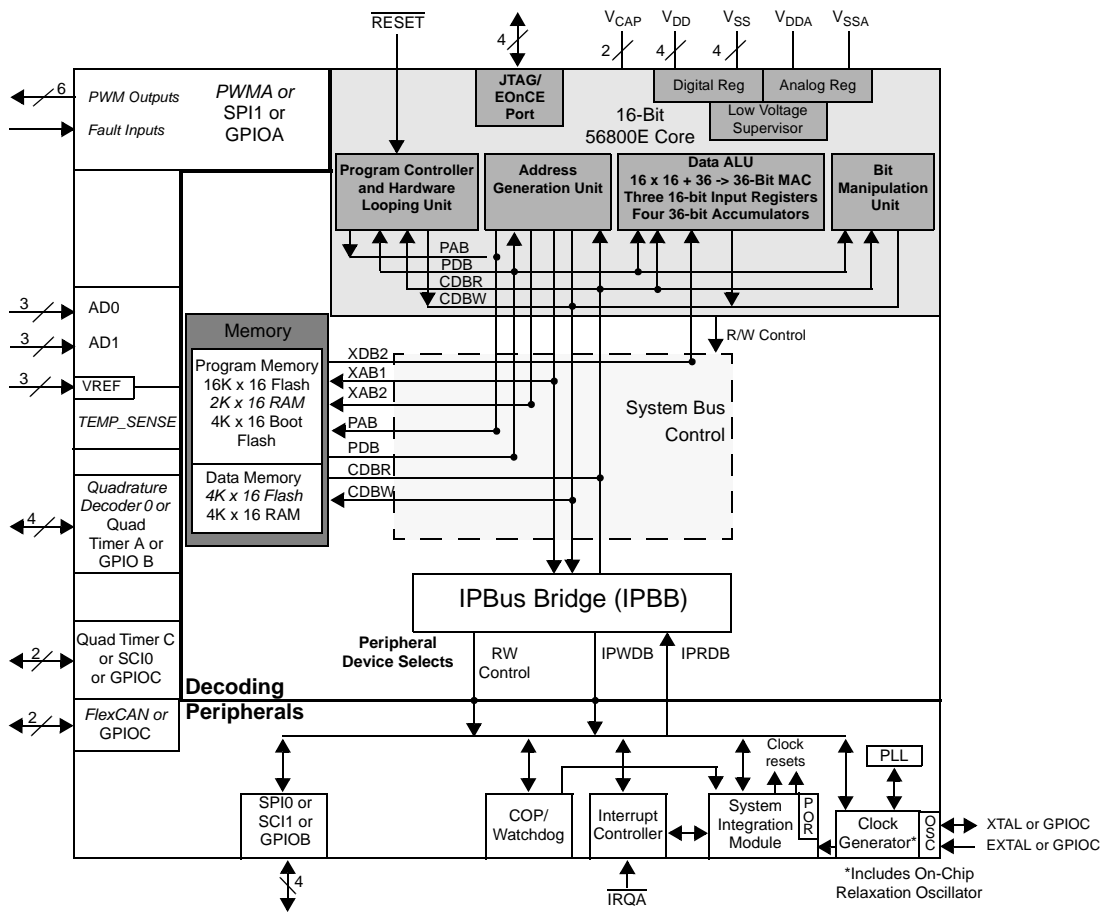 RESET
4
VCAP
VDD
VSS
VDDA
VSSA
2
4
4
6
PWM Outputs
Fault Inputs
PWMA or
SPI1 or
GPIOA
JTAG/
EOnCE
Port
Digital Reg
Analog Reg
Low Voltage
Supervisor
16-Bit
56800E Core
Program Controller
and Hardware
Looping Unit
Address
Generation Unit
Data ALU
16 x 16 + 36 -> 36-Bit MAC
Three 16-bit Input Registers
Four 36-bit Accumulators
Bit
Manipulation
Unit
PAB
PDB
CDBR
CDBW
3
AD0
3
AD1
3
VREF
TEMP_SENSE
Memory
Program Memory
16K x 16 Flash
2K x 16 RAM
4K x 16 Boot
Flash
Data Memory
4K x 16 Flash
4K x 16 RAM
XDB2
XAB1
XAB2
PAB
PDB
CDBR
CDBW
R/W Control
System Bus
Control
4
Quadrature
Decoder 0 or
Quad
Timer A or
GPIO B
IPBus Bridge (IPBB)
2
Quad Timer C
or SCI0
or GPIOC
Peripheral
Device Selects
RW
Control
IPWDB
IPRDB
Decoding
Peripherals
2
FlexCAN or
GPIOC
Clock
resets
PLL
SPI0 or
SCI1 or
GPIOB
COP/
Watchdog
Interrupt
Controller
System
Integration
Module
POR
Clock
Generator*
OSC
XTAL or GPIOC
EXTAL or GPIOC
4
IRQA
*Includes On-Chip
Relaxation Oscillator